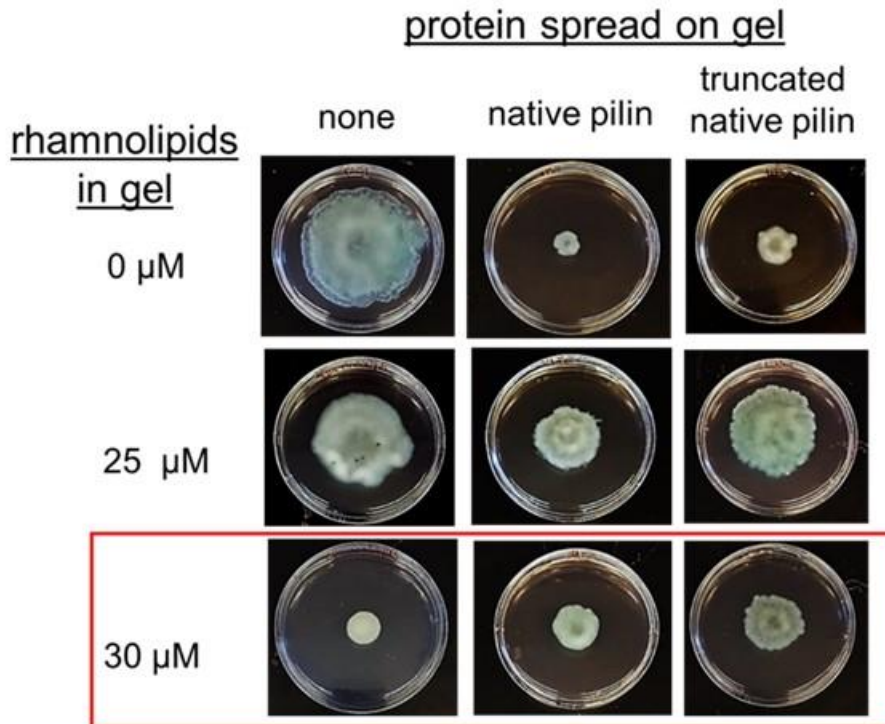 protein spread on gel
none
native pilin
truncated
native pilin
rhamnolipids
in gel
0 μM
25 μM
30 μM